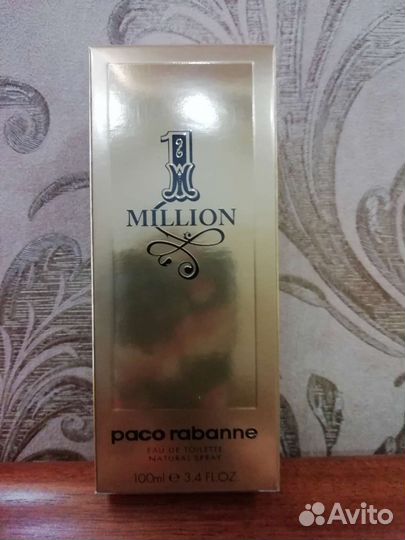 1
MILLION
paco rabanne
EAU DE TOILETTE
NATURAL SPRAY
100ml e 3.4 FL.OZ.
Avito